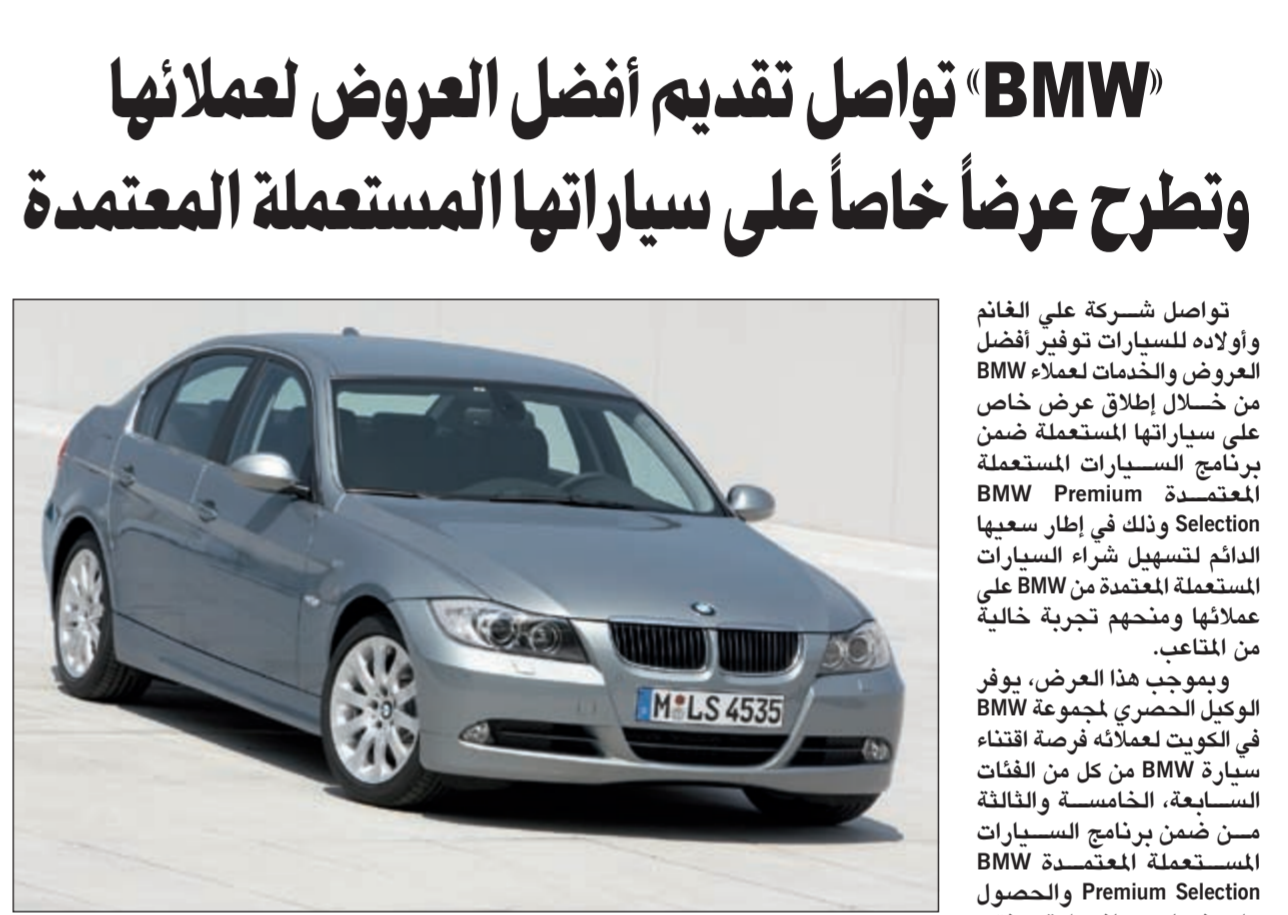 «BMW» تواصل تقديم أفضل العروض لعملائها
وتطرح عرضاً خاصاً على سياراتها المستعملة المعتمدة
تواصل شركة علي الغانم
وأولاده للسيارات توفير أفضل
العروض والخدمات لعملاء BMW
من خلال إطلاق عرض خاص
على سياراتها المستعملة ضمن
برنامج السيارات المستعملة
المعتمدة BMW Premium
Selection وذلك في إطار سعيها
الدائم لتسهيل شراء السيارات
المستعملة المعتمدة من BMW على
عملائها ومنحهم تجربة خالية
من المتاعب.
وبموجب هذا العرض، يوفر
الوكيل الحصري لمجموعة BMW
في الكويت لعملائه فرصة اقتناء
سيارة BMW من كل من الفئات
السابعة، الخامسة والثالثة
من ضمن برنامج السيارات
المستعملة المعتمدة BMW
Premium Selection والحصول
M LS 4535